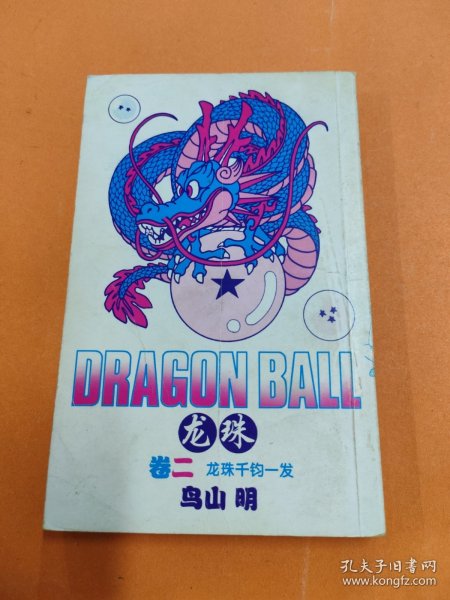 DRAGON BALL
龙珠
卷二 龙珠千钧一发
鸟山 明
孔夫子旧书网
www.kongfz.com